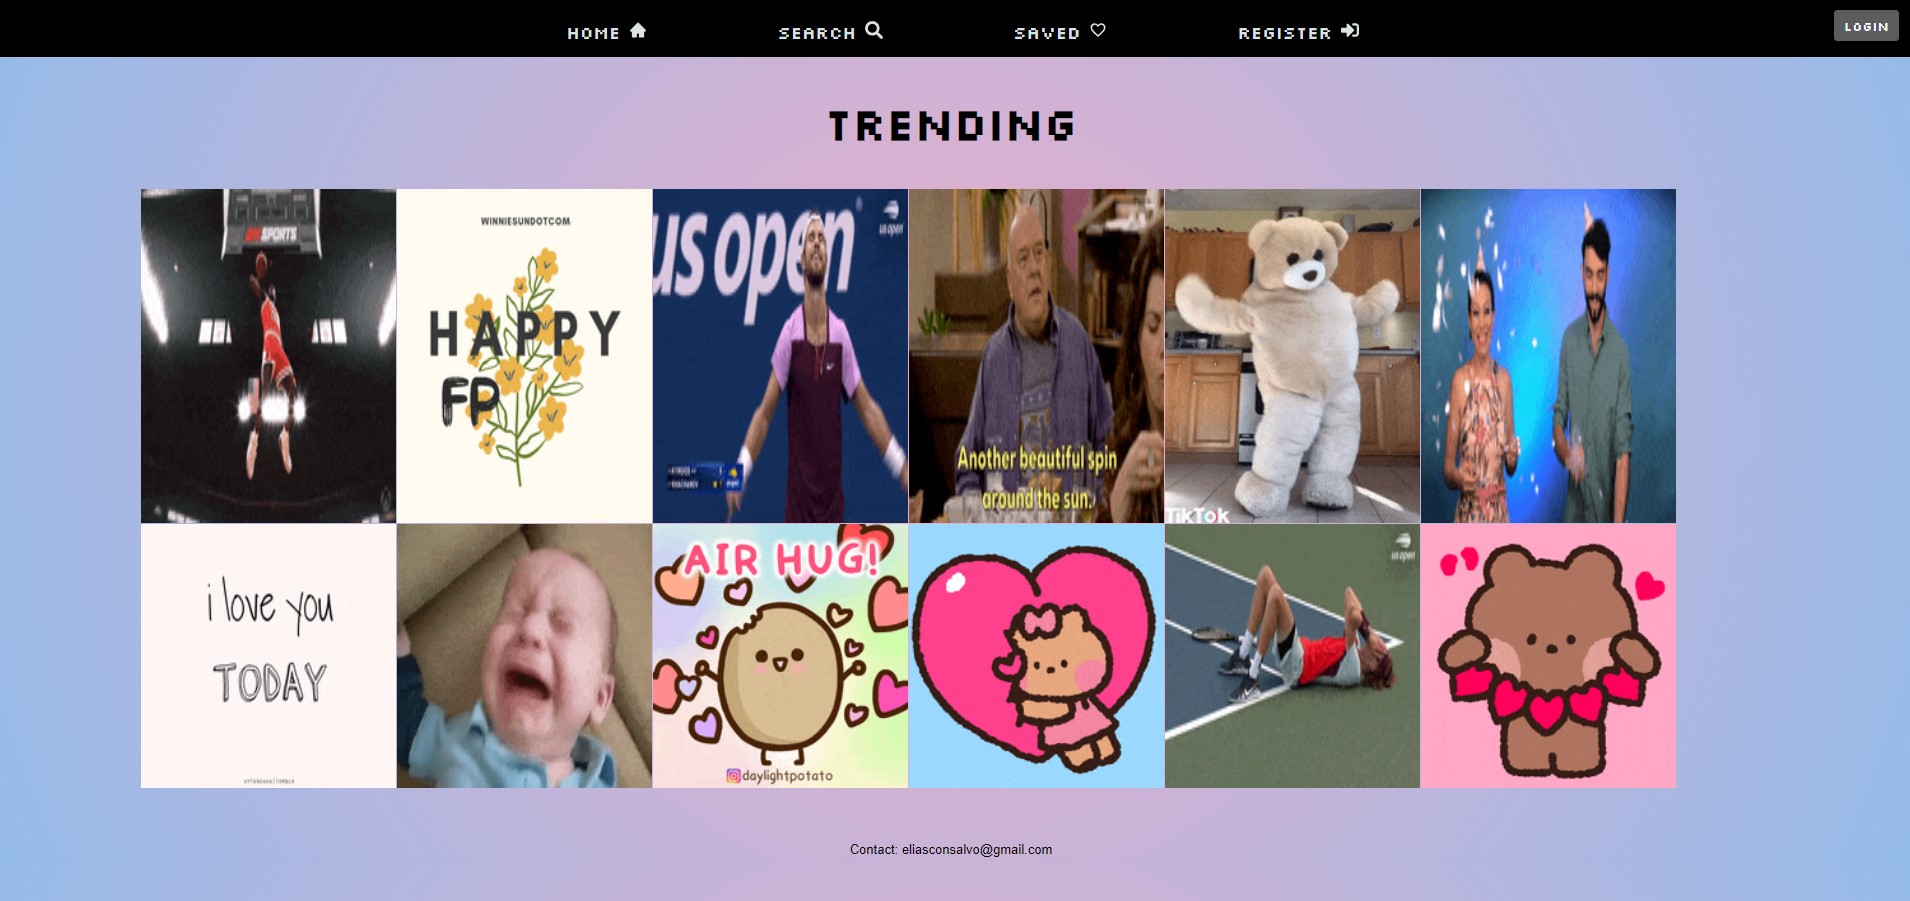 HOME
SEARCH
SAVED
REGISTER
LOGIN
TRENDING
SPORTS
WINNIESUNDOTCOM
HAPPY
FP
us open
us open
Another beautiful spin
around the sun.
TikTok
i love you
TODAY
AIR HUG!
daylightpotato
us open
Contact: eliasconsalvo@gmail.com